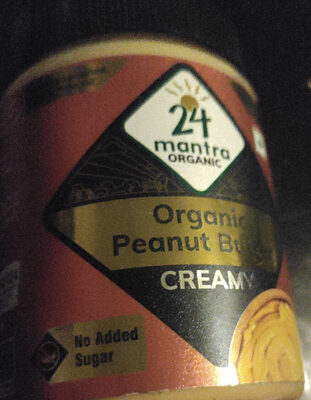 24
mantra
ORGANIC
Organic
Peanut
CREAMY
No Added
Sugar